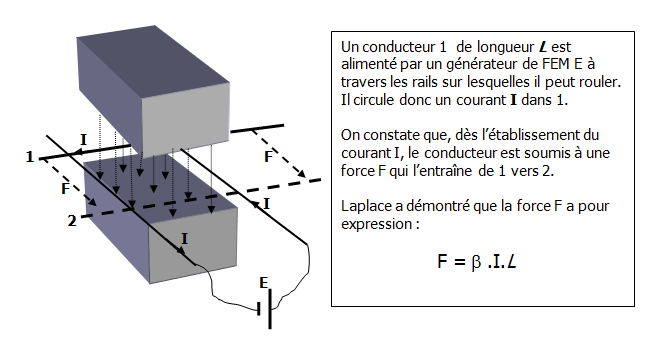 Un conducteur 1 de longueur L est
alimenté par un générateur de FEM E à
travers les rails sur lesquelles il peut rouler.
Il circule donc un courant I dans 1.
On constate que, dès l’établissement du
courant I, le conducteur est soumis à une
force F qui l’entraîne de 1 vers 2.
Laplace a démontré que la force F a pour
expression :
F = β .I.L
I
1
F
F
2
I
I
E